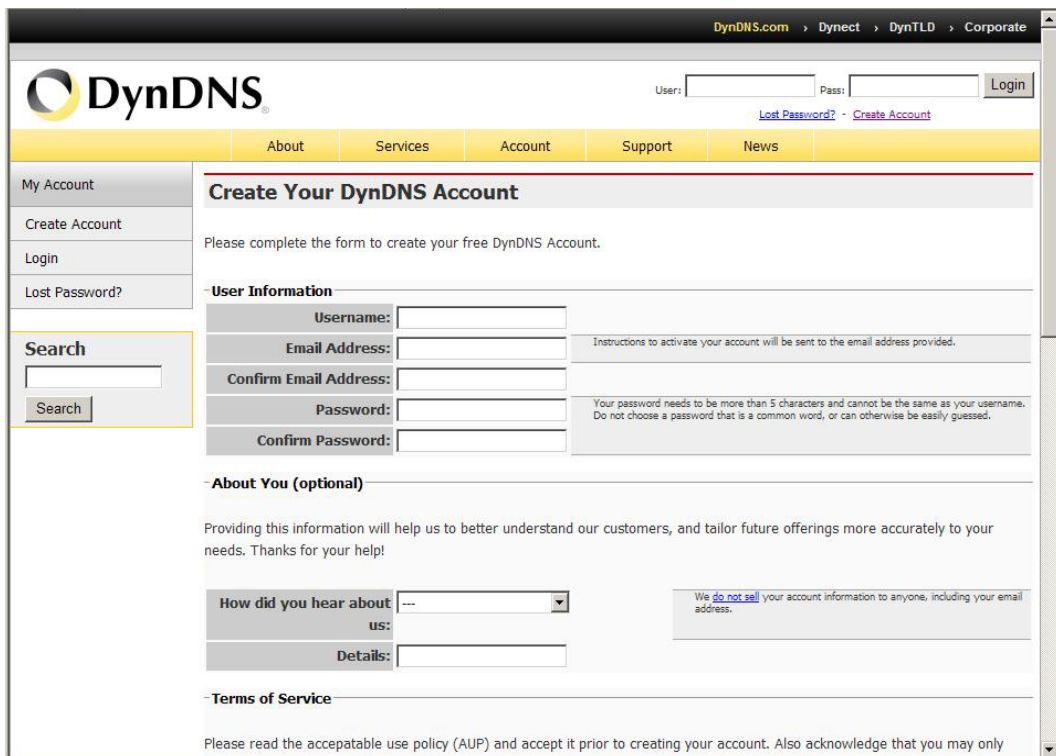 DynDNS.com › Dynect › DynTLD › Corporate
DynDNS®
User: Pass: Login
Lost Password? - Create Account
About Services Account Support News
My Account
Create Account
Login
Lost Password?
Search
Search
Create Your DynDNS Account
Please complete the form to create your free DynDNS Account.
User Information
Username:
Email Address:
Instructions to activate your account will be sent to the email address provided.
Confirm Email Address:
Password:
Your password needs to be more than 5 characters and cannot be the same as your username.
Do not choose a password that is a common word, or can otherwise be easily guessed.
Confirm Password:
About You (optional)
Providing this information will help us to better understand our customers, and tailor future offerings more accurately to your
needs. Thanks for your help!
How did you hear about
us:
---
We do not sell your account information to anyone, including your email
address.
Details:
Terms of Service
Please read the accepatable use policy (AUP) and accept it prior to creating your account. Also acknowledge that you may only